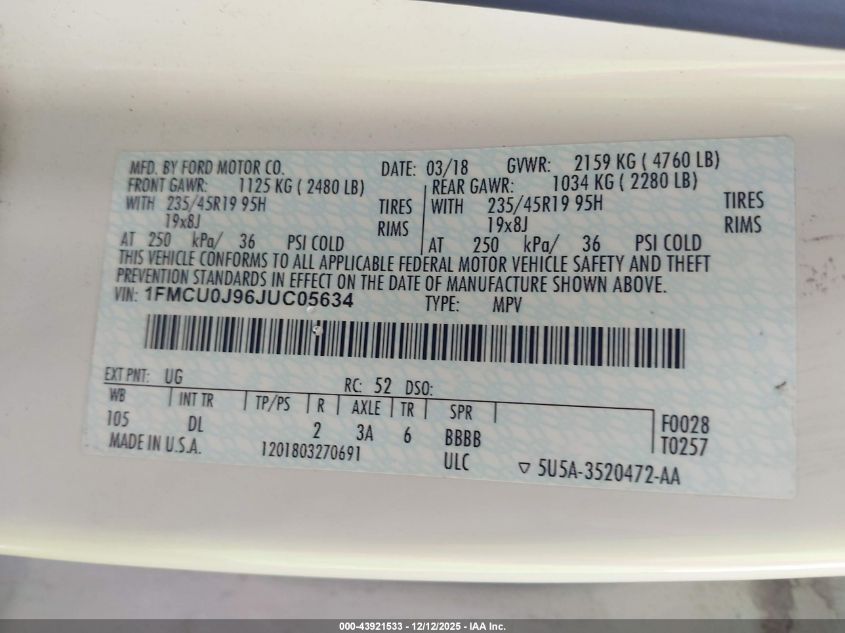 MFD. BY FORD MOTOR CO. DATE: 03/18 GVWR: 2159 KG ( 4760 LB)
FRONT GAWR: 1125 KG ( 2480 LB) REAR GAWR: 1034 KG ( 2280 LB)
WITH 235/45R19 95H TIRES WITH 235/45R19 95H TIRES
19x8J RIMS 19x8J RIMS
AT 250 kPa/ 36 PSI COLD AT 250 kPa/ 36 PSI COLD
THIS VEHICLE CONFORMS TO ALL APPLICABLE FEDERAL MOTOR VEHICLE SAFETY AND THEFT
PREVENTION STANDARDS IN EFFECT ON THE DATE OF MANUFACTURE SHOWN ABOVE.
VIN: 1FMCU0J96JUC05634 TYPE: MPV
EXT PNT: UG RC: 52 DSO:
WB INT TR TP/PS R AXLE TR SPR
105 DL 2 3A 6 BBBB F0028
MADE IN U.S.A. 1201803270691 ULC T0257
▽ 5U5A-3520472-AA
000-43921533 - 12/12/2025 - IAA Inc.